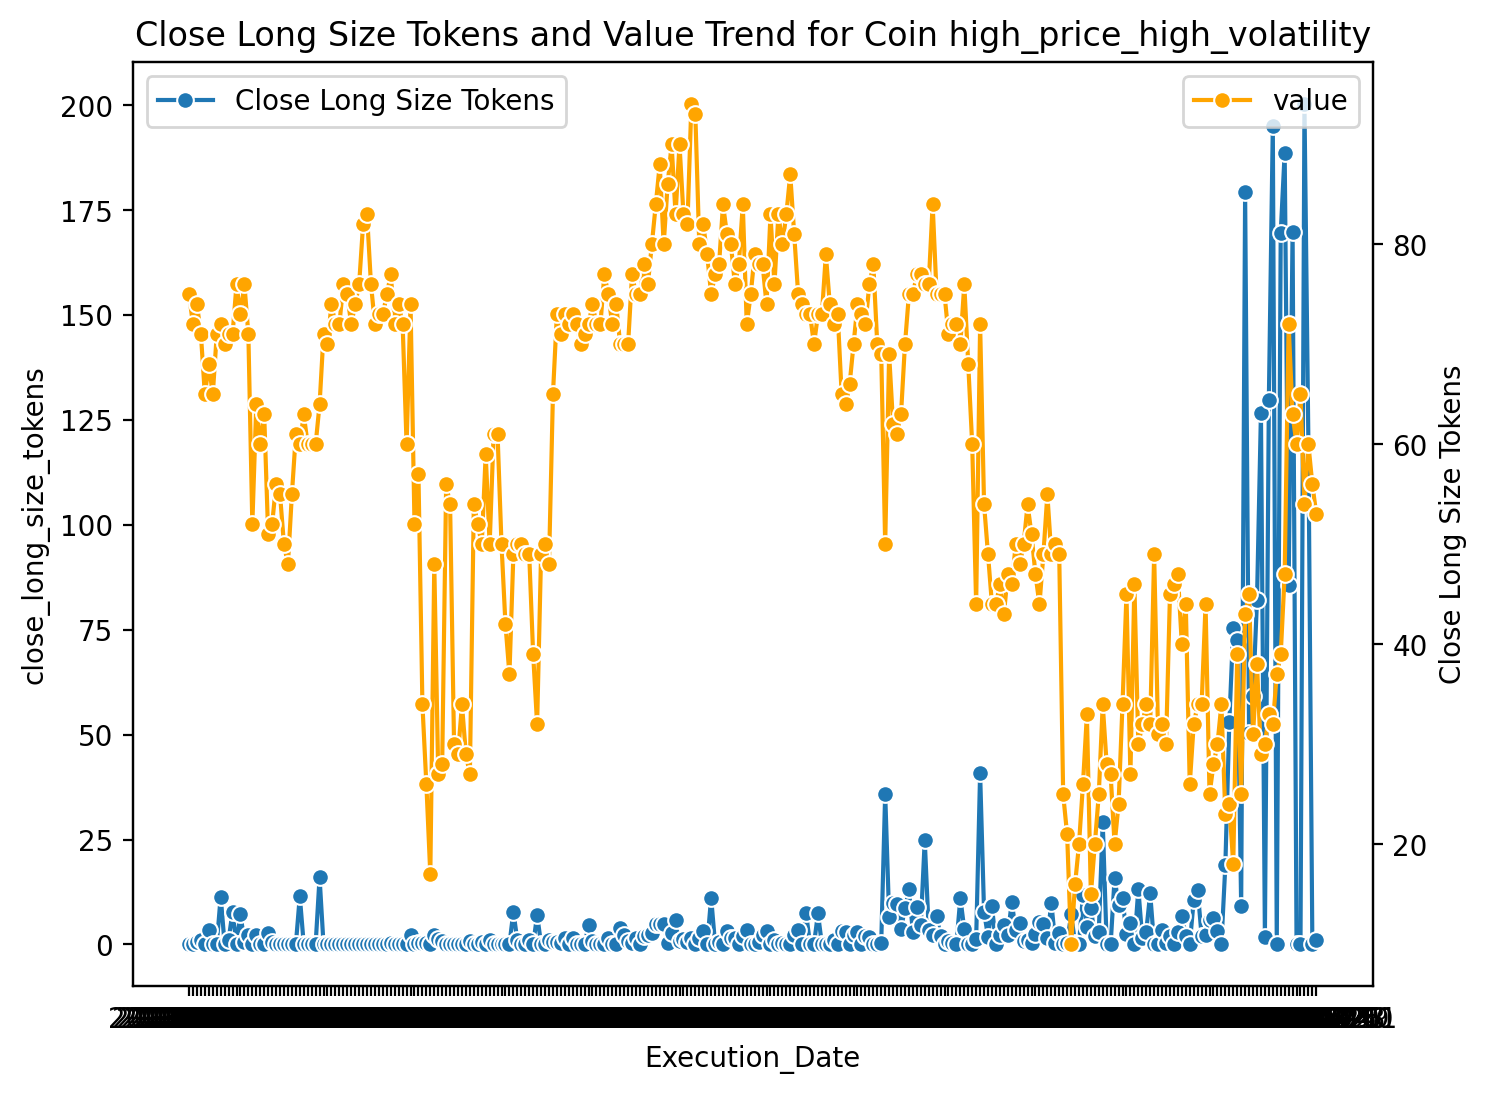 Close Long Size Tokens and Value Trend for Coin high_price_high_volatility
Close Long Size Tokens
value
close_long_size_tokens
200
175
150
125
100
75
50
25
0
80
60
40
20
Close Long Size Tokens
Execution_Date